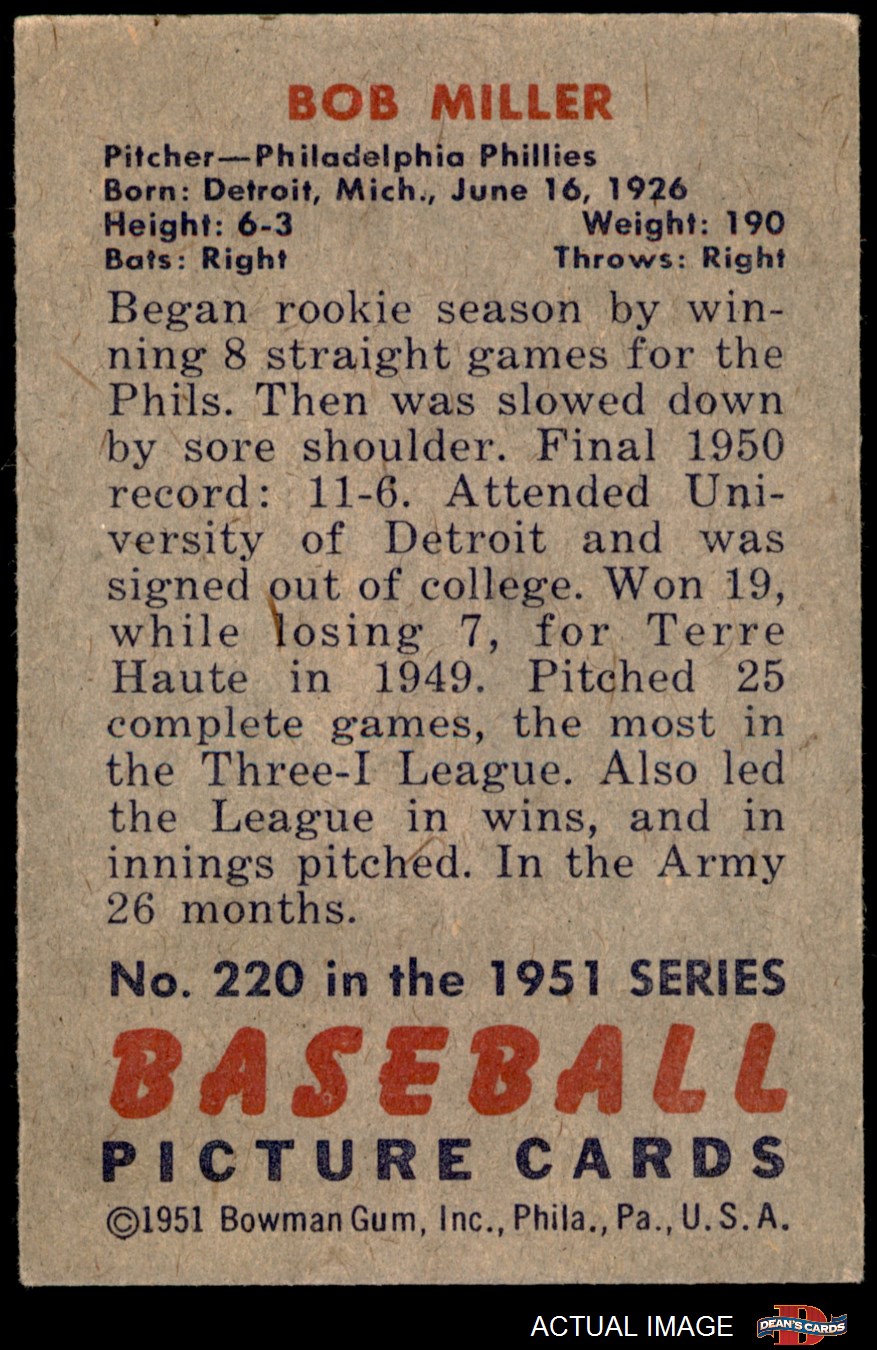 BOB MILLER
Pitcher—Philadelphia Phillies
Born: Detroit, Mich., June 16, 1926
Height: 6-3 Weight: 190
Bats: Right Throws: Right
Began rookie season by win-
ning 8 straight games for the
Phils. Then was slowed down
by sore shoulder. Final 1950
record: 11-6. Attended Uni-
versity of Detroit and was
signed out of college. Won 19,
while losing 7, for Terre
Haute in 1949. Pitched 25
complete games, the most in
the Three-I League. Also led
the League in wins, and in
innings pitched. In the Army
26 months.
No. 220 in the 1951 SERIES
BASEBALL
PICTURE CARDS
©1951 Bowman Gum, Inc., Phila., Pa., U.S.A.
ACTUAL IMAGE
D
DEAN'S CARDS